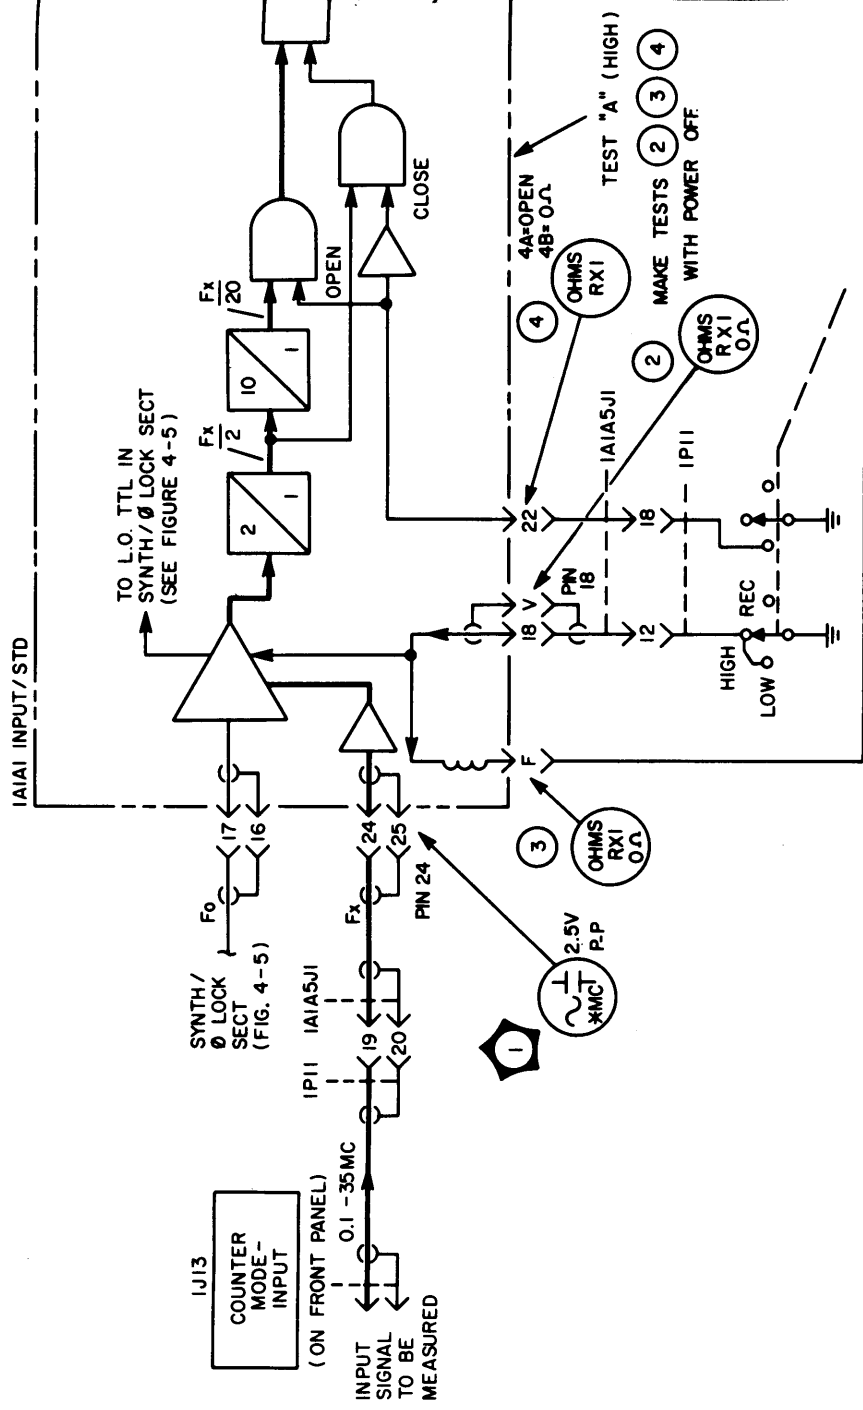 1A1A1 INPUT/STD
TO L.O. TTL IN
SYNTH/Ø LOCK SECT
(SEE FIGURE 4-5)
Fx
2
Fx
20
2
1
10
1
OPEN
CLOSE
SYNTH/
Ø LOCK
SECT
(FIG. 4-5)
Fo
17
16
1J13
COUNTER
MODE-
INPUT
(ON FRONT PANEL)
INPUT
SIGNAL
TO BE
MEASURED
0.1-35MC
1P11
19
20
1A1A5J1
Fx
24
25
PIN 24
1
2.5V
P-P
*MC
3
OHMS
RX1
0Ω
F
18
V
PIN
18
22
12
18
1A1A5J1
1P11
HIGH
LOW
REC
4
OHMS
RX1
4A=OPEN
4B=0Ω
TEST "A" (HIGH)
MAKE TESTS 2 3 4
WITH POWER OFF.
2
OHMS
RX1
0Ω